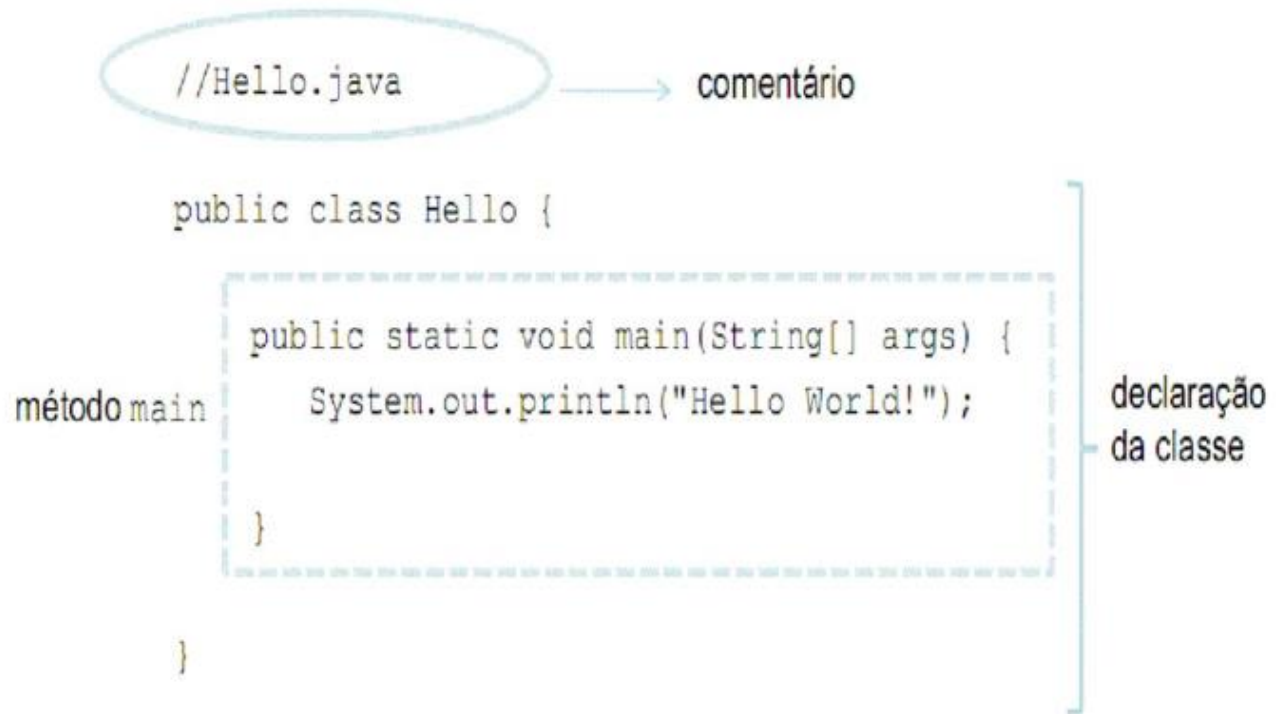 //Hello.java
comentário
public class Hello {
public static void main(String[] args) {
método main
System.out.println("Hello World!");
declaração
da classe
}
}